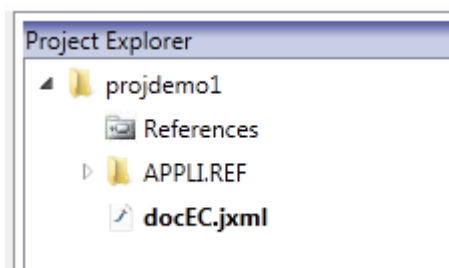 Project Explorer
projdemo1
References
APPLI.REF
docEC.jxml